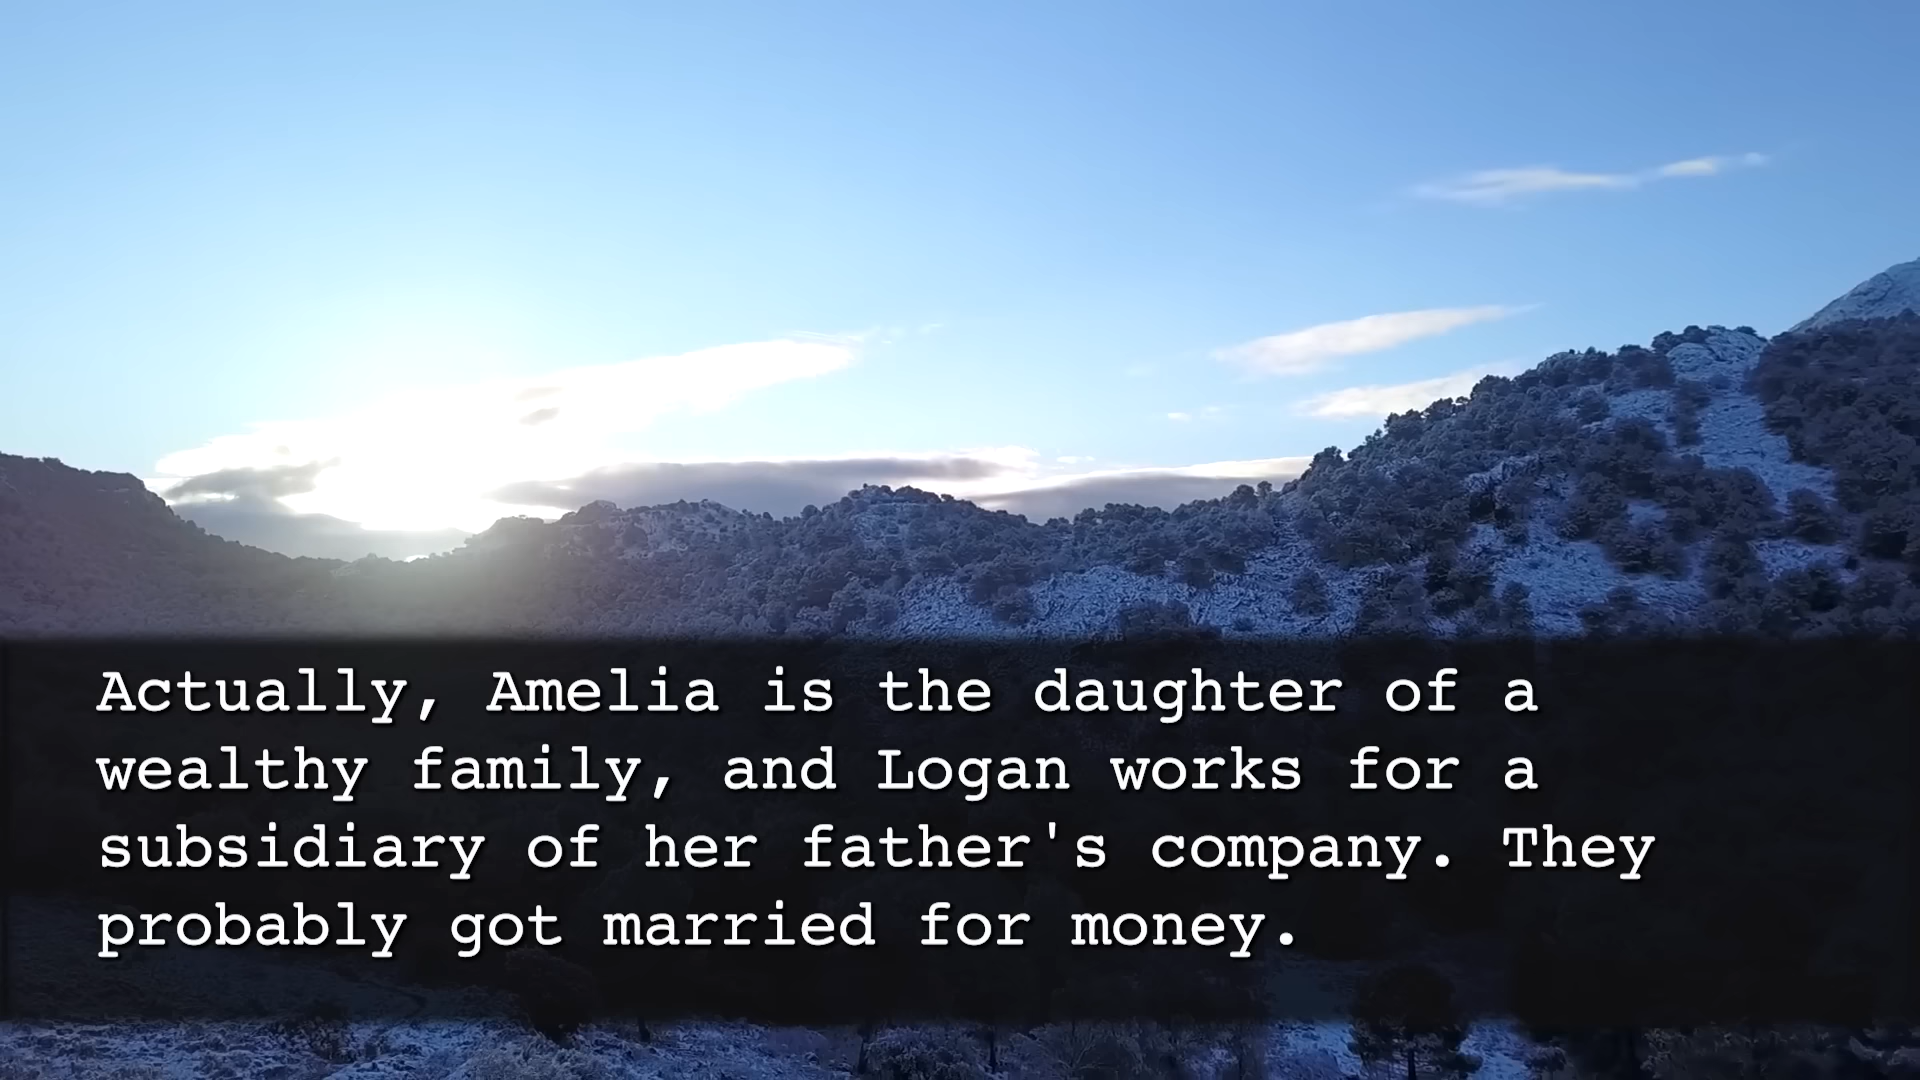 Actually, Amelia is the daughter of a
wealthy family, and Logan works for a
subsidiary of her father's company. They
probably got married for money.